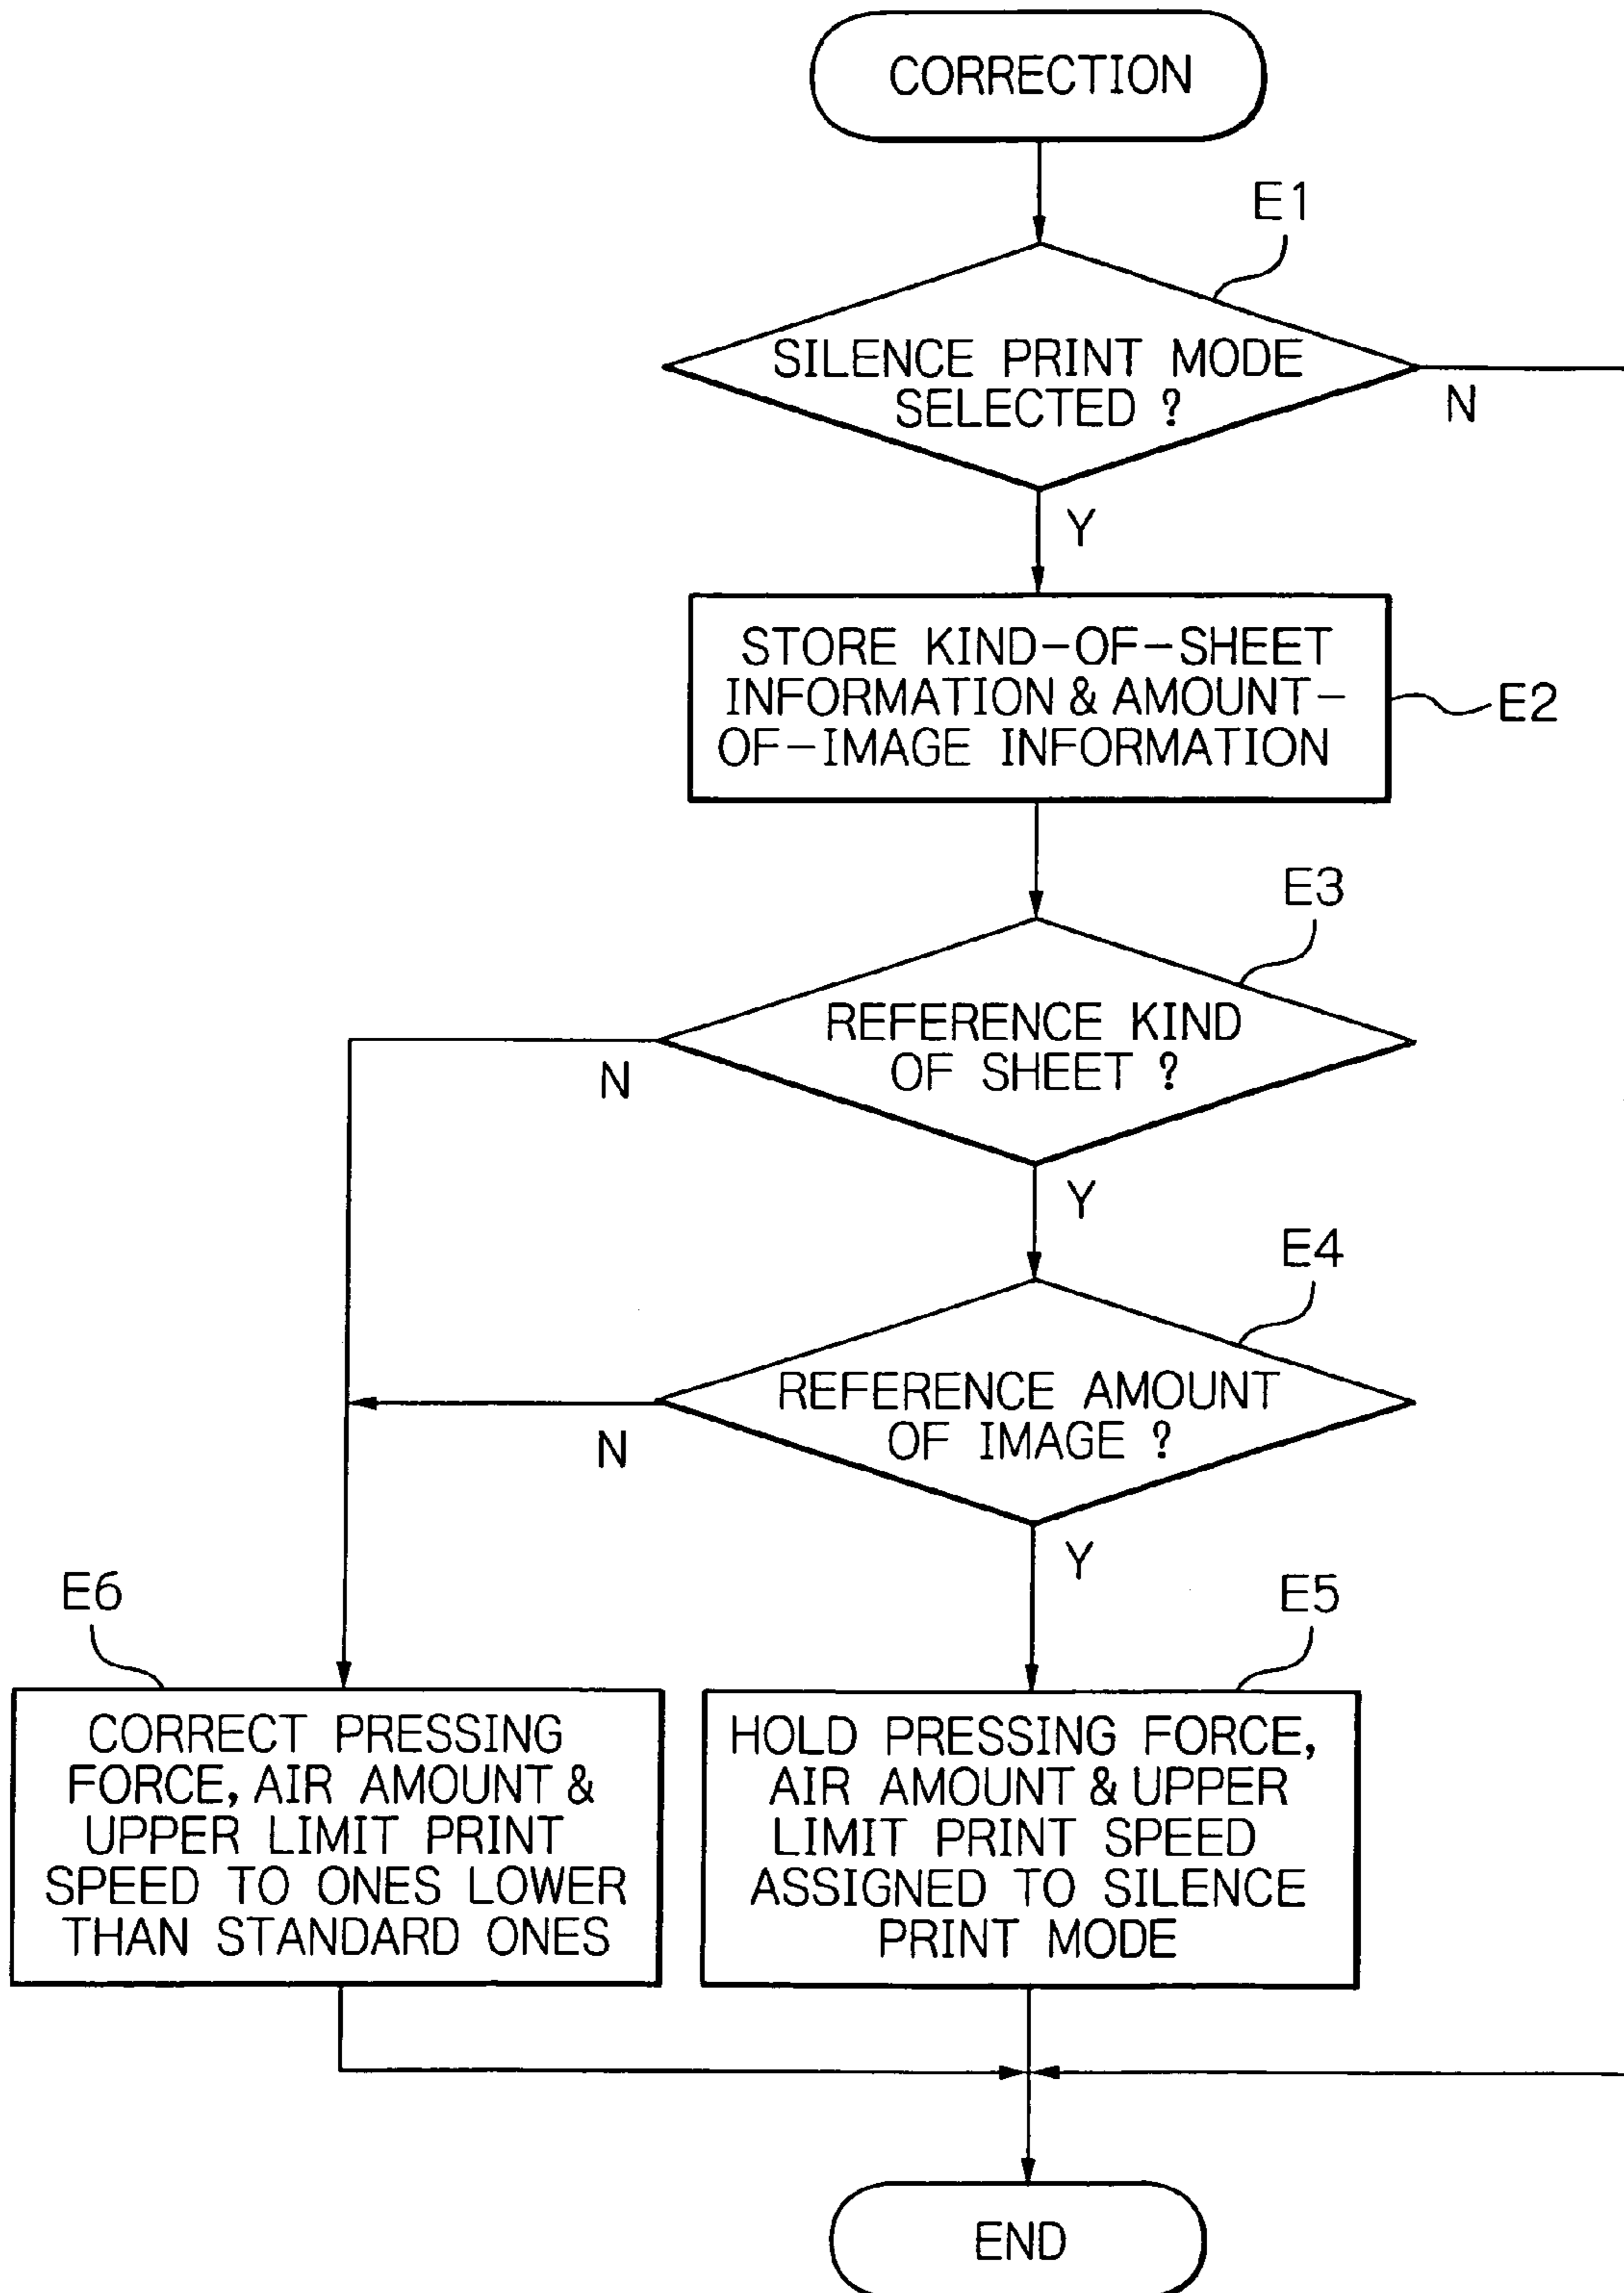 CORRECTION
E1
SILENCE PRINT MODE
SELECTED ?
N
Y
STORE KIND-OF-SHEET
INFORMATION & AMOUNT-
OF-IMAGE INFORMATION
E2
E3
REFERENCE KIND
OF SHEET ?
N
Y
E4
REFERENCE AMOUNT
OF IMAGE ?
N
Y
E6
CORRECT PRESSING
FORCE, AIR AMOUNT &
UPPER LIMIT PRINT
SPEED TO ONES LOWER
THAN STANDARD ONES
E5
HOLD PRESSING FORCE,
AIR AMOUNT & UPPER
LIMIT PRINT SPEED
ASSIGNED TO SILENCE
PRINT MODE
END